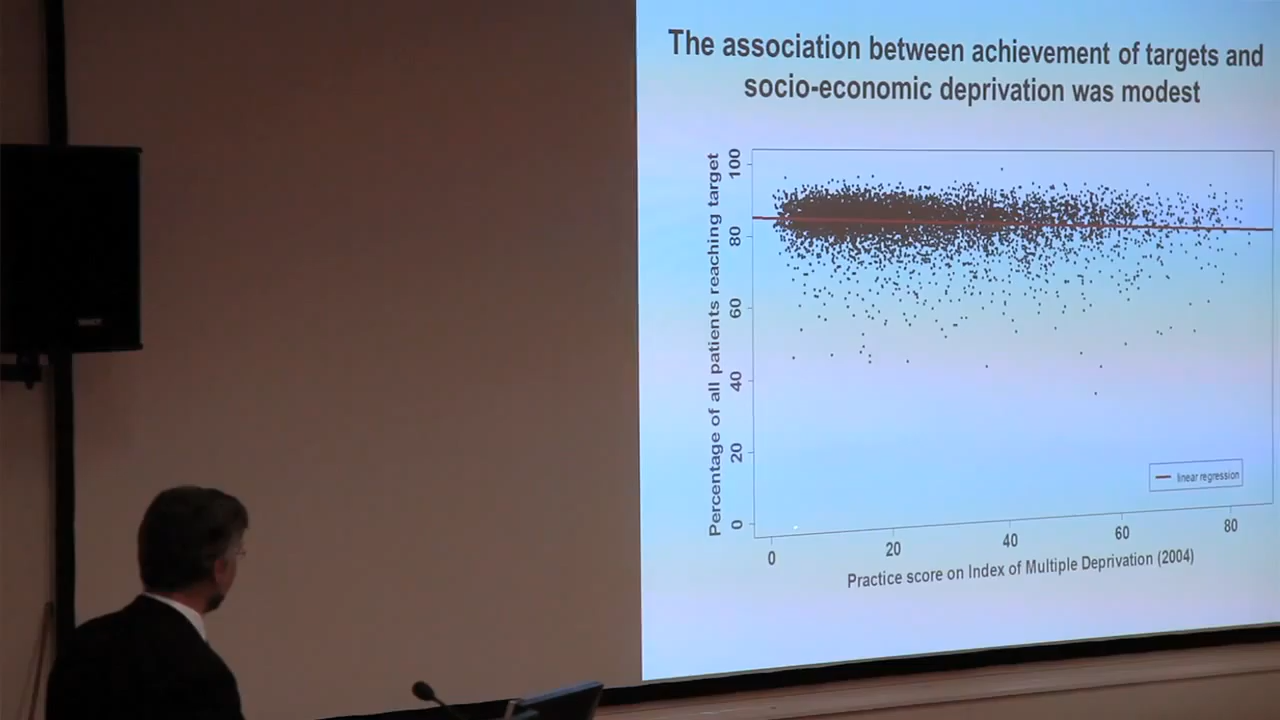 The association between achievement of targets and
socio-economic deprivation was modest
Percentage of all patients reaching target
100
80
60
40
20
0
linear regression
0
20
40
60
80
Practice score on Index of Multiple Deprivation (2004)